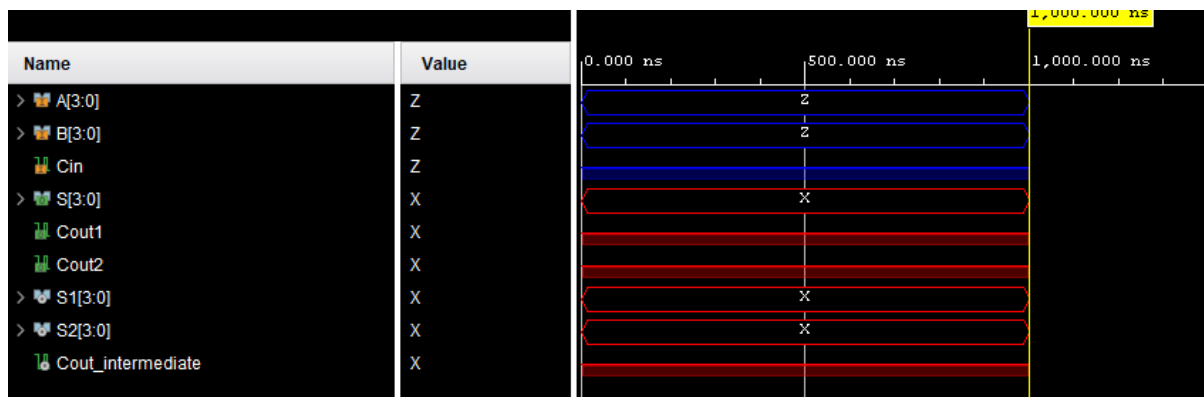 1,000.000 ns
Name Value 0.000 ns 500.000 ns 1,000.000 ns
> A[3:0] Z Z
> B[3:0] Z Z
Cin Z
> S[3:0] X X
Cout1 X
Cout2 X
> S1[3:0] X X
> S2[3:0] X X
Cout_intermediate X